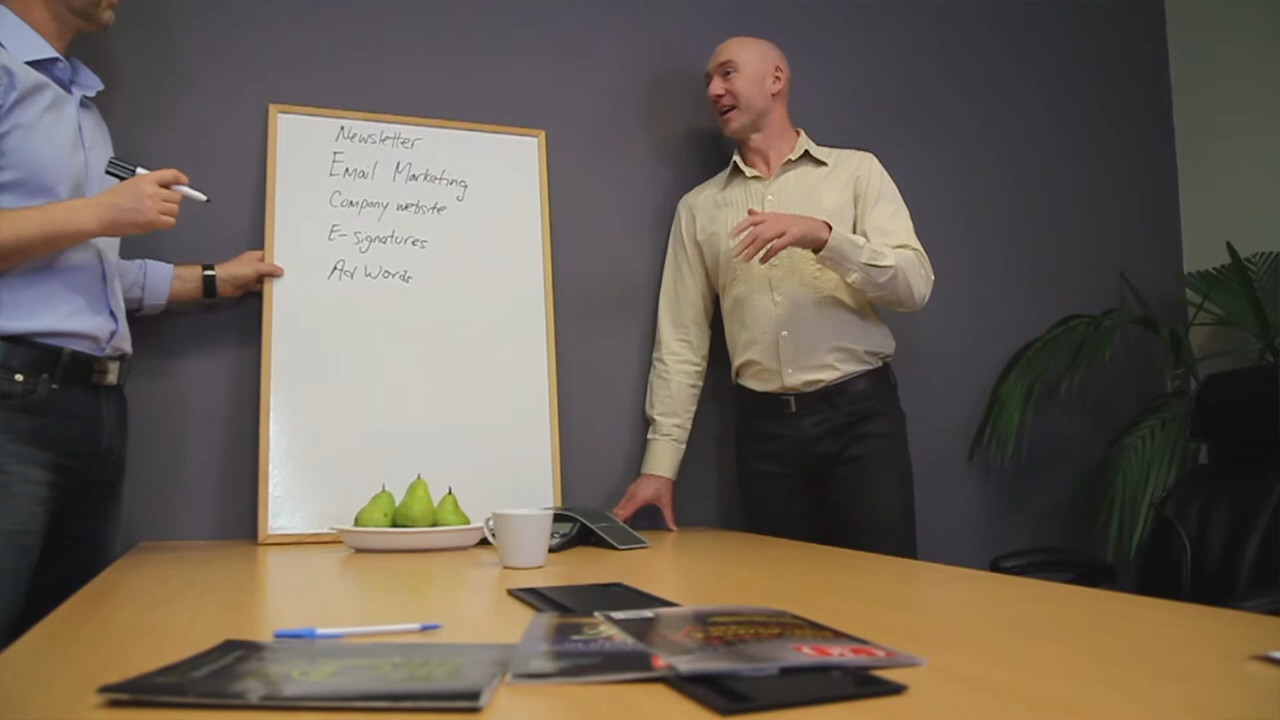 Newsletter
Email Marketing
Company website
E-signatures
Ad Words